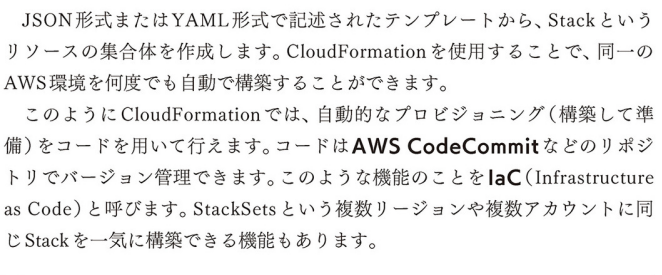 JSON形式またはYAML形式で記述されたテンプレートから、Stackという
リソースの集合体を作成します。CloudFormationを使用することで、同一の
AWS環境を何度でも自動で構築することができます。
このようにCloudFormationでは、自動的なプロビジョニング（構築して準
備）をコードを用いて行えます。コードはAWS CodeCommitなどのリポジ
トリでバージョン管理できます。このような機能のことをIaC（Infrastructure
as Code）と呼びます。StackSetsという複数リージョンや複数アカウントに同
じStackを一気に構築できる機能もあります。